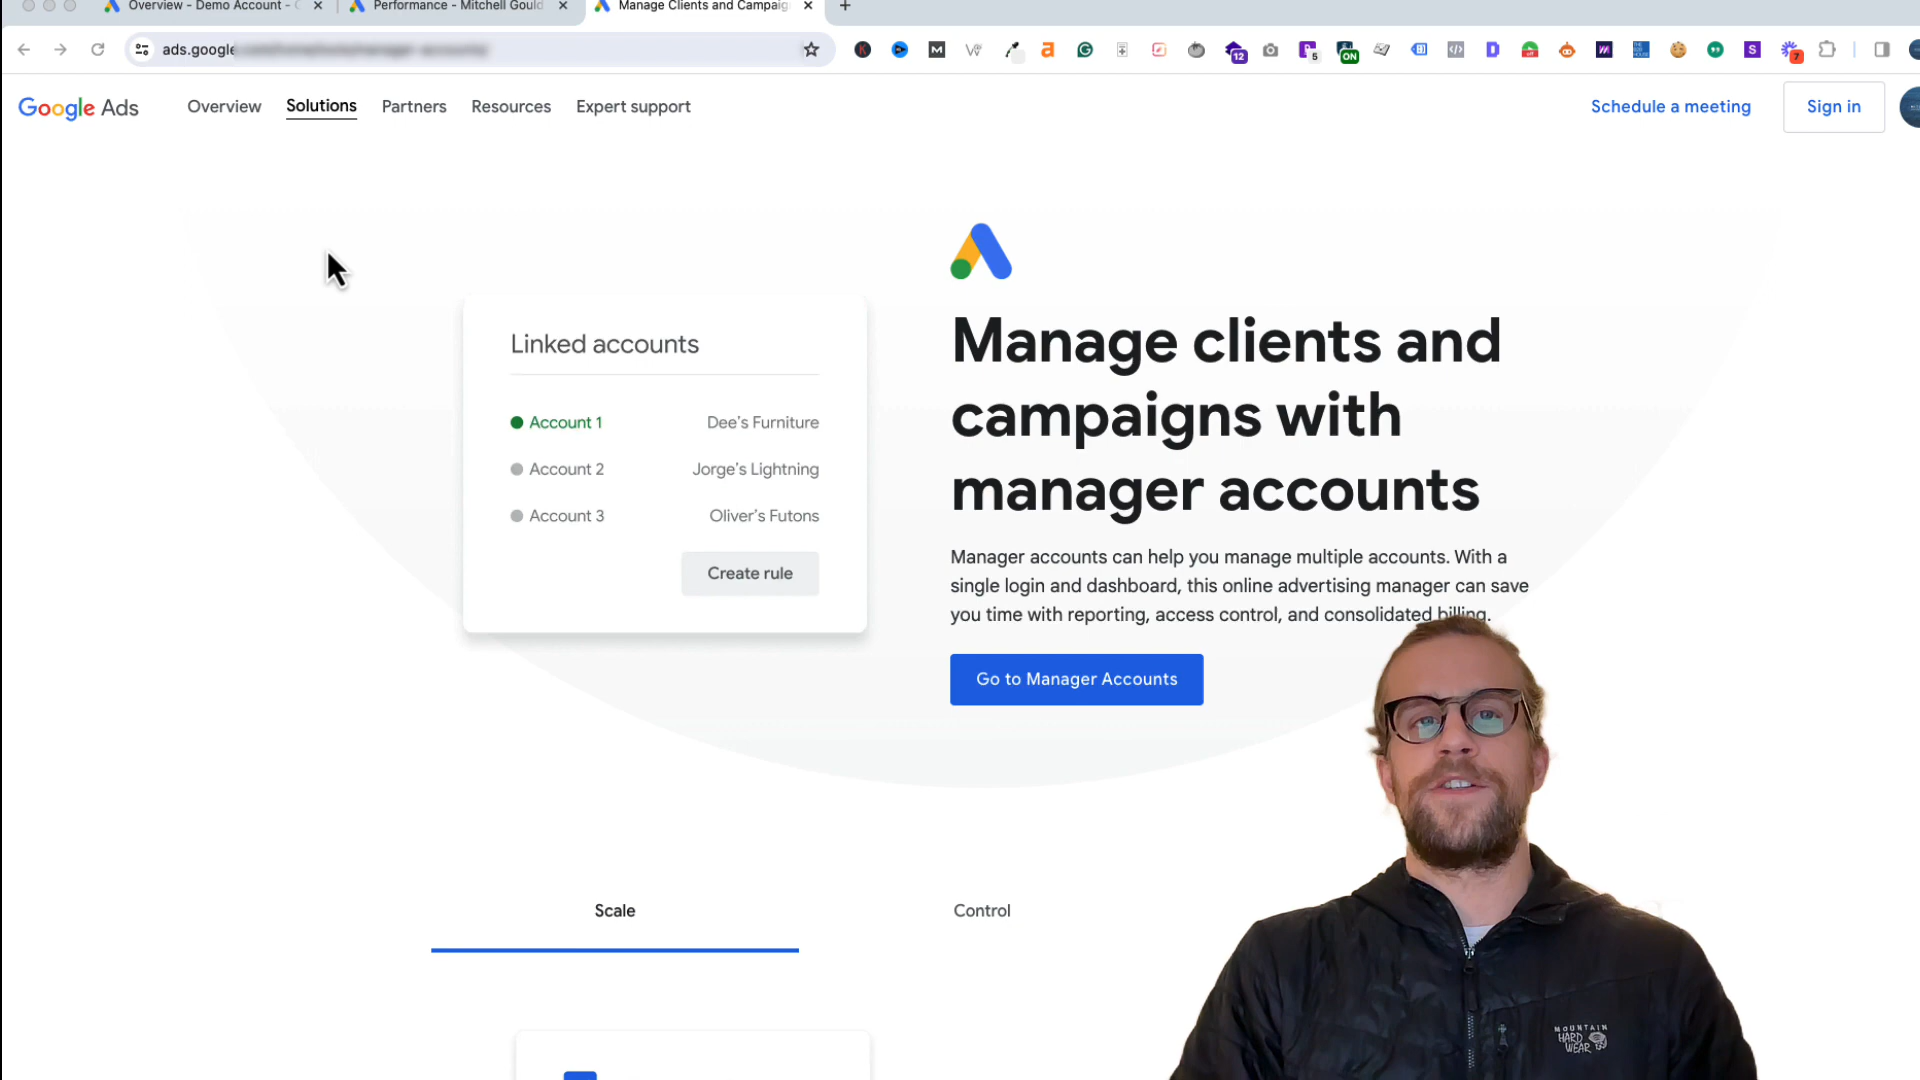 Overview - Demo Account -
Performance - Mitchell Gould
Manage Clients and Campaig
ads.google
12
5
ON
7
Google Ads
Overview
Solutions
Partners
Resources
Expert support
Schedule a meeting
Sign in
Linked accounts
Account 1 Dee's Furniture
Account 2 Jorge's Lightning
Account 3 Oliver's Futons
Create rule
Manage clients and
campaigns with
manager accounts
Manager accounts can help you manage multiple accounts. With a
single login and dashboard, this online advertising manager can save
you time with reporting, access control, and consolidated billing.
Go to Manager Accounts
Scale
Control
MOUNTAIN
HARD
WEAR